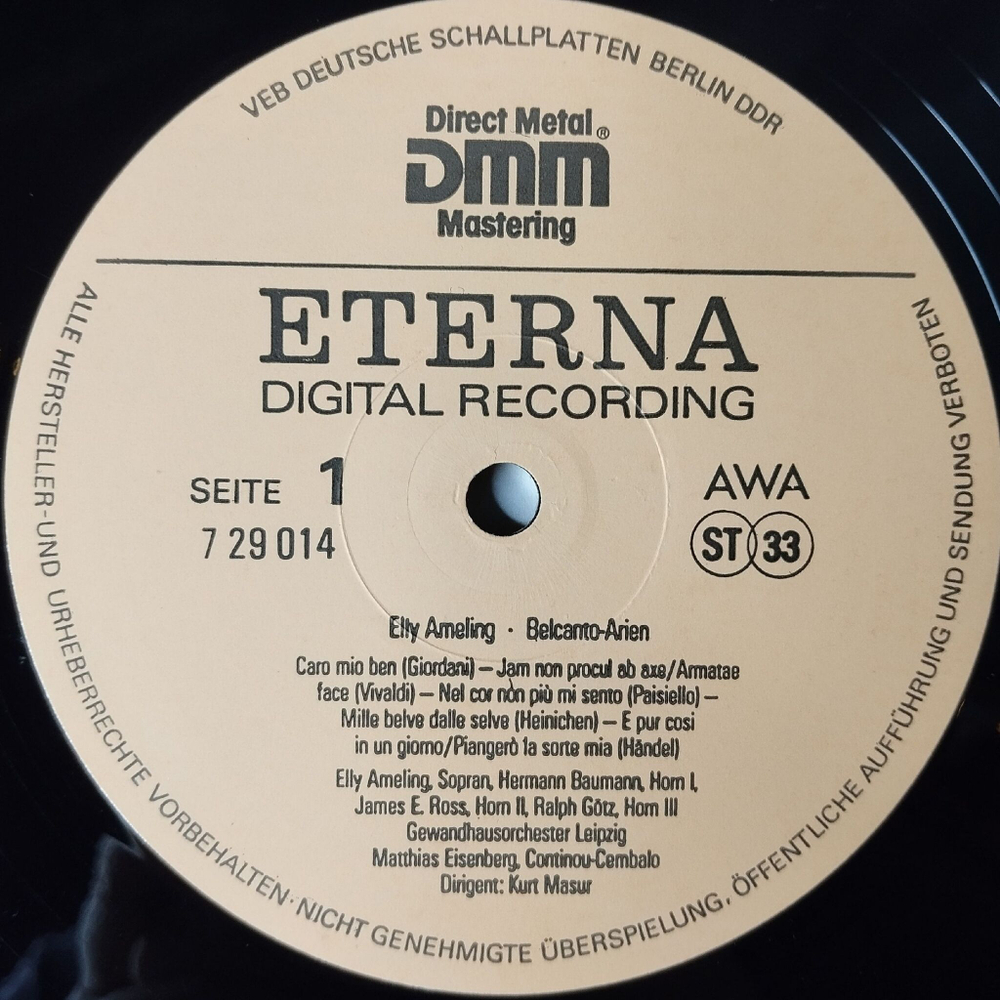 VEB DEUTSCHE SCHALLPLATTEN BERLIN DDR
Direct Metal
DMM®
Mastering
ETERNA
DIGITAL RECORDING
SEITE 1
7 29 014
AWA
ST 33
Elly Ameling · Belcanto-Arien
Caro mio ben (Giordani) – Jam non procul ab axe/Armatae
face (Vivaldi) – Nel cor non più mi sento (Paisiello) –
Mille belve dalle selve (Heinichen) – E pur cosi
in un giorno/Piangerò la sorte mia (Händel)
Elly Ameling, Sopran, Hermann Baumann, Horn I,
James E. Ross, Horn II, Ralph Götz, Horn III
Gewandhausorchester Leipzig
Matthias Eisenberg, Continou-Cembalo
Dirigent: Kurt Masur
ALLE HERSTELLER-UND URHEBERRECHTE VORBEHALTEN·NICHT GENEHMIGTE ÜBERSPIELUNG, ÖFFENTLICHE AUFFÜHRUNG UND SENDUNG VERBOTEN